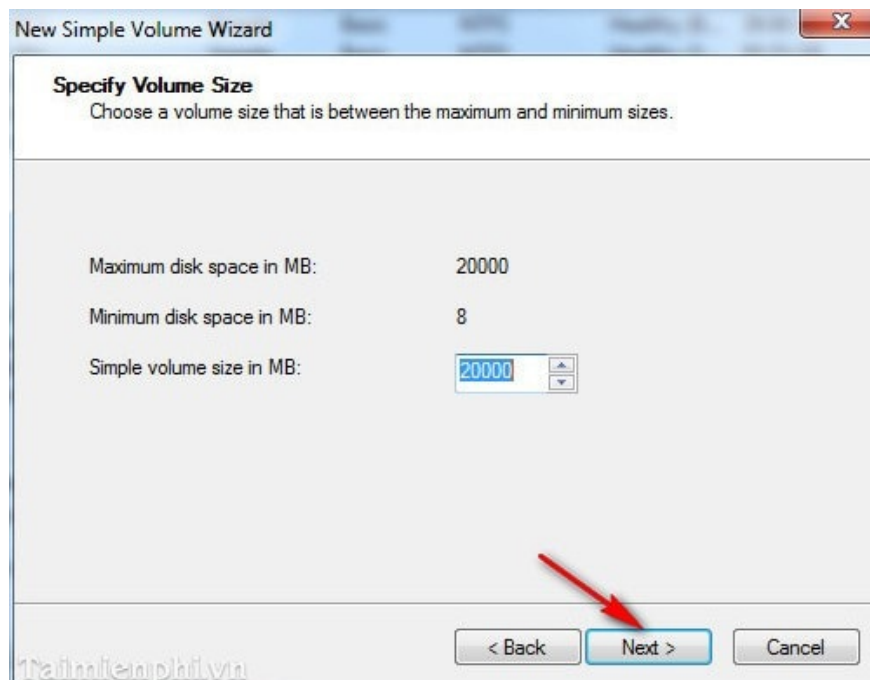 New Simple Volume Wizard
Specify Volume Size
Choose a volume size that is between the maximum and minimum sizes.
Maximum disk space in MB: 20000
Minimum disk space in MB: 8
Simple volume size in MB: 20000
< Back Next > Cancel
Taimienphi.vn